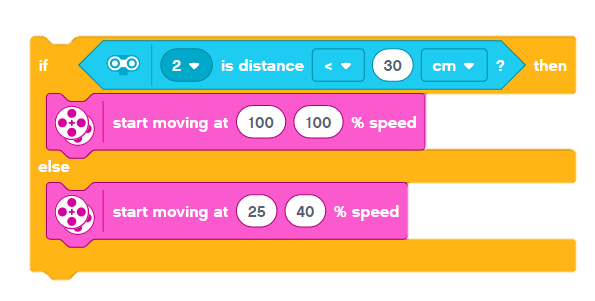 if 2 is distance < 30 cm ? then
start moving at 100 100 % speed
else
start moving at 25 40 % speed